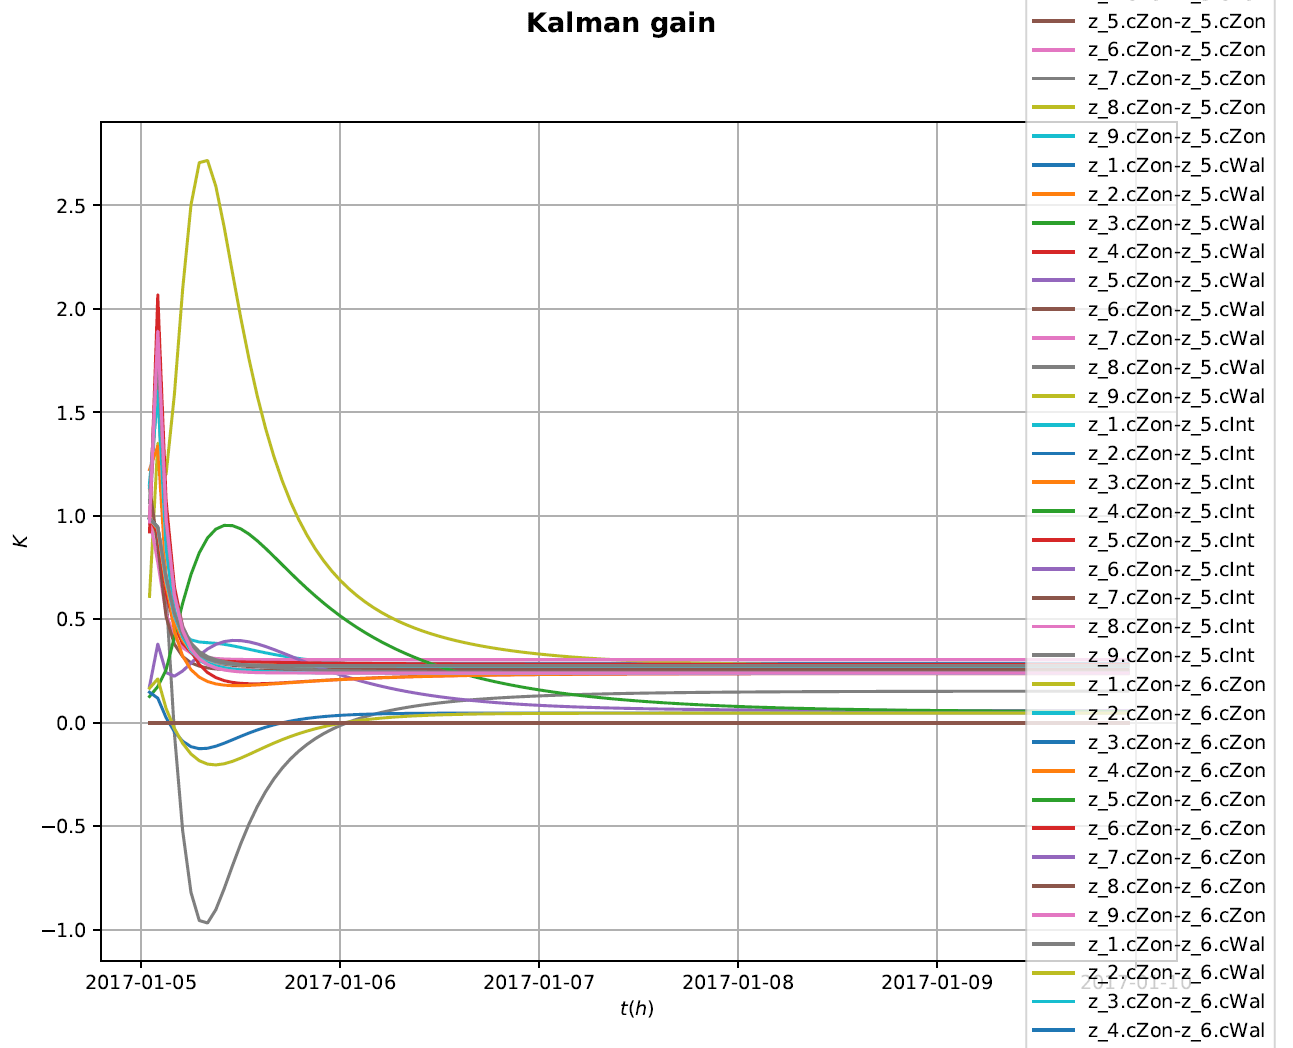 Kalman gain
z_5.cZon-z_5.cZon
z_6.cZon-z_5.cZon
z_7.cZon-z_5.cZon
z_8.cZon-z_5.cZon
z_9.cZon-z_5.cZon
z_1.cZon-z_5.cWal
z_2.cZon-z_5.cWal
z_3.cZon-z_5.cWal
z_4.cZon-z_5.cWal
z_5.cZon-z_5.cWal
z_6.cZon-z_5.cWal
z_7.cZon-z_5.cWal
z_8.cZon-z_5.cWal
z_9.cZon-z_5.cWal
z_1.cZon-z_5.cInt
z_2.cZon-z_5.cInt
z_3.cZon-z_5.cInt
z_4.cZon-z_5.cInt
z_5.cZon-z_5.cInt
z_6.cZon-z_5.cInt
z_7.cZon-z_5.cInt
z_8.cZon-z_5.cInt
z_9.cZon-z_5.cInt
z_1.cZon-z_6.cZon
z_2.cZon-z_6.cZon
z_3.cZon-z_6.cZon
z_4.cZon-z_6.cZon
z_5.cZon-z_6.cZon
z_6.cZon-z_6.cZon
z_7.cZon-z_6.cZon
z_8.cZon-z_6.cZon
z_9.cZon-z_6.cZon
z_1.cZon-z_6.cWal
z_2.cZon-z_6.cWal
z_3.cZon-z_6.cWal
z_4.cZon-z_6.cWal
2.5
2.0
1.5
1.0
0.5
0.0
−0.5
−1.0
K
2017-01-05 2017-01-06 2017-01-07 2017-01-08 2017-01-09 2017-01-10
t(h)